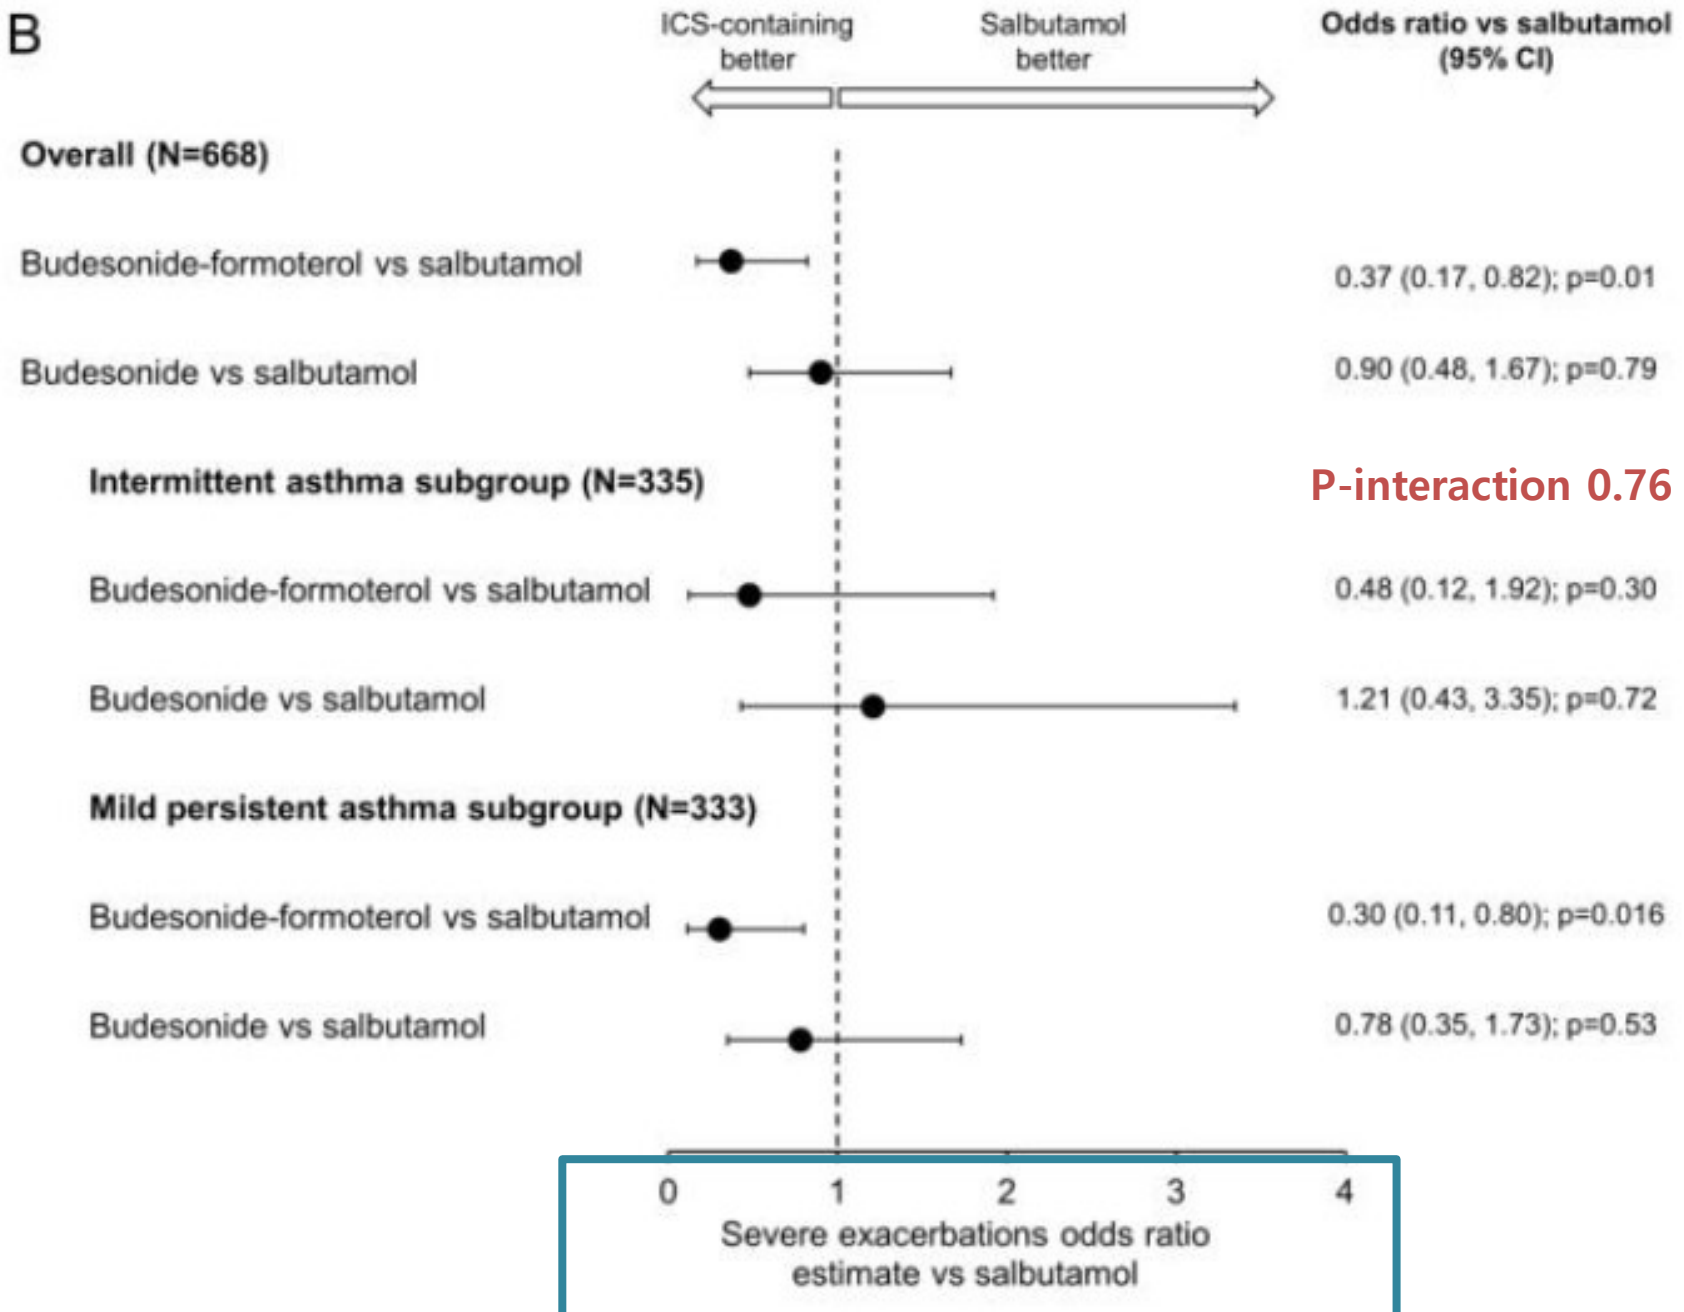 B
ICS-containing
better
Salbutamol
better
Odds ratio vs salbutamol
(95% CI)
Overall (N=668)
Budesonide-formoterol vs salbutamol
0.37 (0.17, 0.82); p=0.01
Budesonide vs salbutamol
0.90 (0.48, 1.67); p=0.79
Intermittent asthma subgroup (N=335)
P-interaction 0.76
Budesonide-formoterol vs salbutamol
0.48 (0.12, 1.92); p=0.30
Budesonide vs salbutamol
1.21 (0.43, 3.35); p=0.72
Mild persistent asthma subgroup (N=333)
Budesonide-formoterol vs salbutamol
0.30 (0.11, 0.80); p=0.016
Budesonide vs salbutamol
0.78 (0.35, 1.73); p=0.53
0 1 2 3 4
Severe exacerbations odds ratio
estimate vs salbutamol